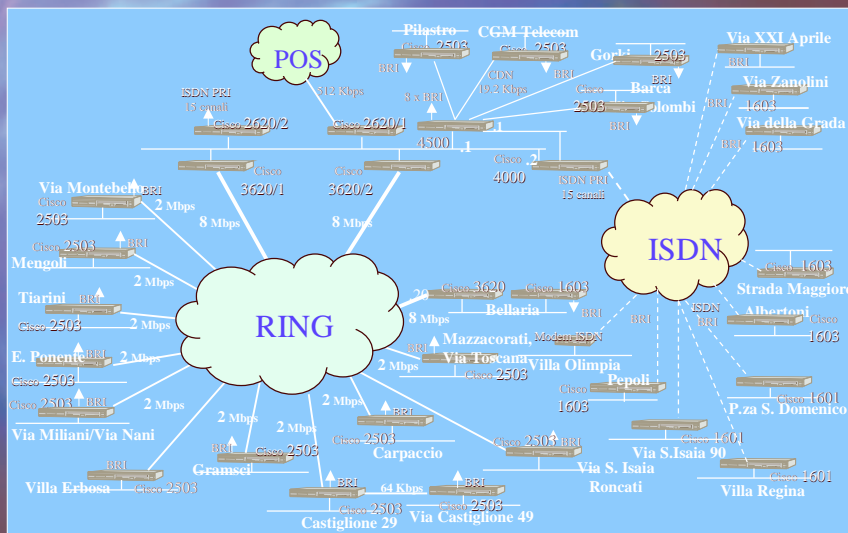 Pilastro
Cisco 2503
BRI
CGM Telecom
Cisco 2503
BRI
CDN
19,2 Kbps
Gorki
2503
BRI
Cisco
2503
Barca
BRI
Via XXI Aprile
BRI
Via Zanolini
BRI
1603
Via della Grada
BRI
1603
POS
512 Kbps
ISDN PRI
15 canali
Cisco 2620/2
Cisco 2620/1
8 x BRI
4500
.1
.1
Cisco
3620/1
Cisco
3620/2
Cisco
4000
.2
ISDN PRI
15 canali
Via Montebello
BRI
Cisco
2503
2 Mbps
8 Mbps
8 Mbps
Cisco 2503
BRI
Mengoli
2 Mbps
Tiarini
BRI
Cisco 2503
2 Mbps
E. Ponente
BRI
Cisco 2503
2 Mbps
Cisco 2503
BRI
Via Miliani/Via Nani
2 Mbps
RING
ISDN
20
Cisco 3620
8 Mbps
Cisco 1603
Bellaria
BRI
BRI
Mazzacorati,
Via Toscana
Cisco 2503
2 Mbps
Modem ISDN
Villa Olimpia
BRI
Cisco 1603
Strada Maggiore
ISDN
BRI
Albertoni
Cisco
1603
Pepoli
Cisco
1603
BRI
Cisco 1601
P.za S. Domenico
Cisco 1601
Via S.Isaia 90
Cisco 1601
Villa Regina
BRI
Villa Erbosa
Cisco 2503
BRI
Gramsci
Cisco 2503
2 Mbps
2 Mbps
BRI
Castiglione 29
Cisco 2503
64 Kbps
BRI
Via Castiglione 49
Cisco 2503
BRI
Cisco 2503
Carpaccio
Cisco 2503
BRI
Via S. Isaia
Roncati